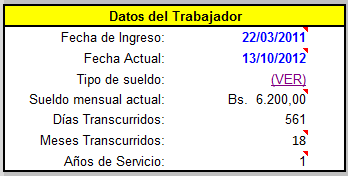 Datos del Trabajador
Fecha de Ingreso: 22/03/2011
Fecha Actual: 13/10/2012
Tipo de sueldo: (VER)
Sueldo mensual actual: Bs. 6.200,00
Días Transcurridos: 561
Meses Transcurridos: 18
Años de Servicio: 1